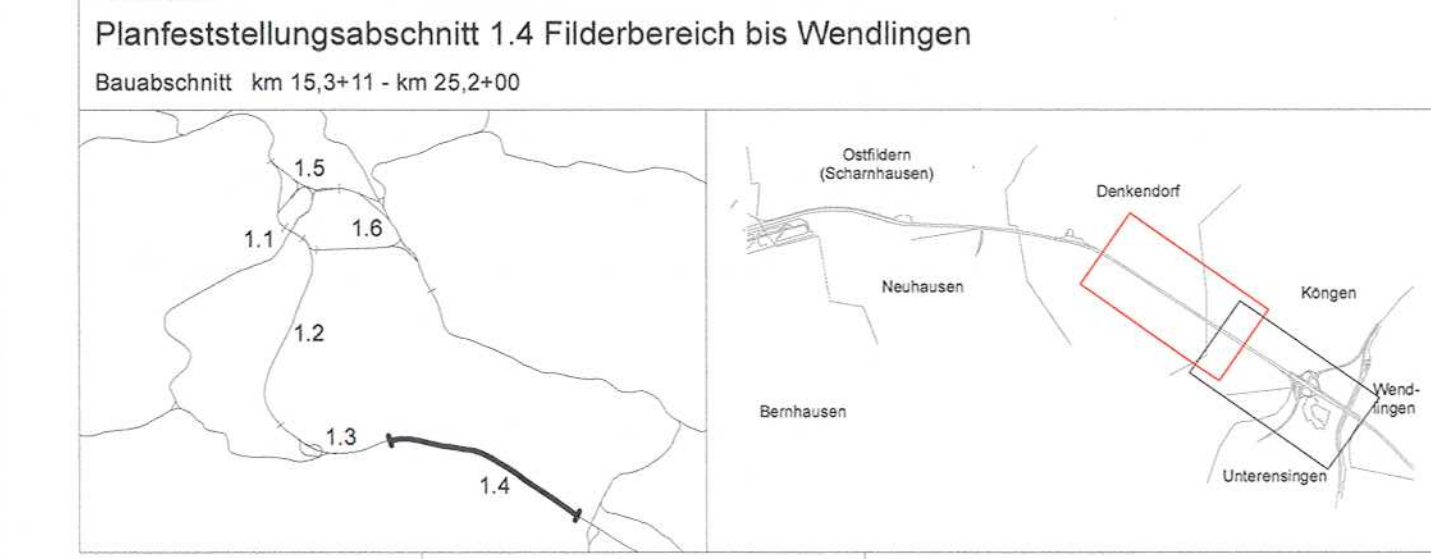 Planfeststellungsabschnitt 1.4 Filderbereich bis Wendlingen
Bauabschnitt km 15,3+11 - km 25,2+00
1.5
1.6
1.1
1.2
1.3
1.4
Ostfildern
(Scharnhausen)
Denkendorf
Neuhausen
Köngen
Wend-
lingen
Bernhausen
Unterensingen